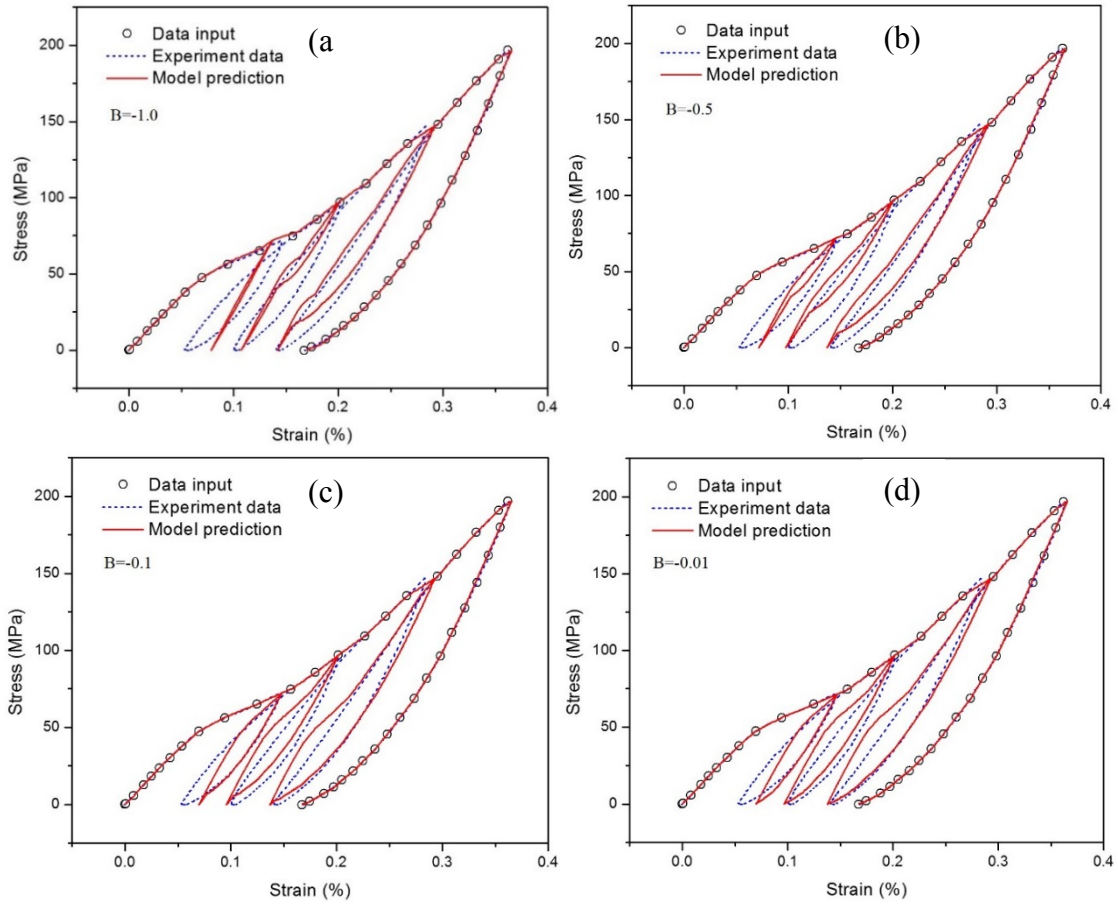 (a
Data input
Experiment data
Model prediction
B=-1.0
200
150
100
50
0
Stress (MPa)
0.0 0.1 0.2 0.3 0.4
Strain (%)
(b)
Data input
Experiment data
Model prediction
B=-0.5
200
150
100
50
0
Stress (MPa)
0.0 0.1 0.2 0.3 0.4
Strain (%)
(c)
Data input
Experiment data
Model prediction
B=-0.1
200
150
100
50
0
Stress (MPa)
0.0 0.1 0.2 0.3 0.4
Strain (%)
(d)
Data input
Experiment data
Model prediction
B=-0.01
200
150
100
50
0
Stress (MPa)
0.0 0.1 0.2 0.3 0.4
Strain (%)